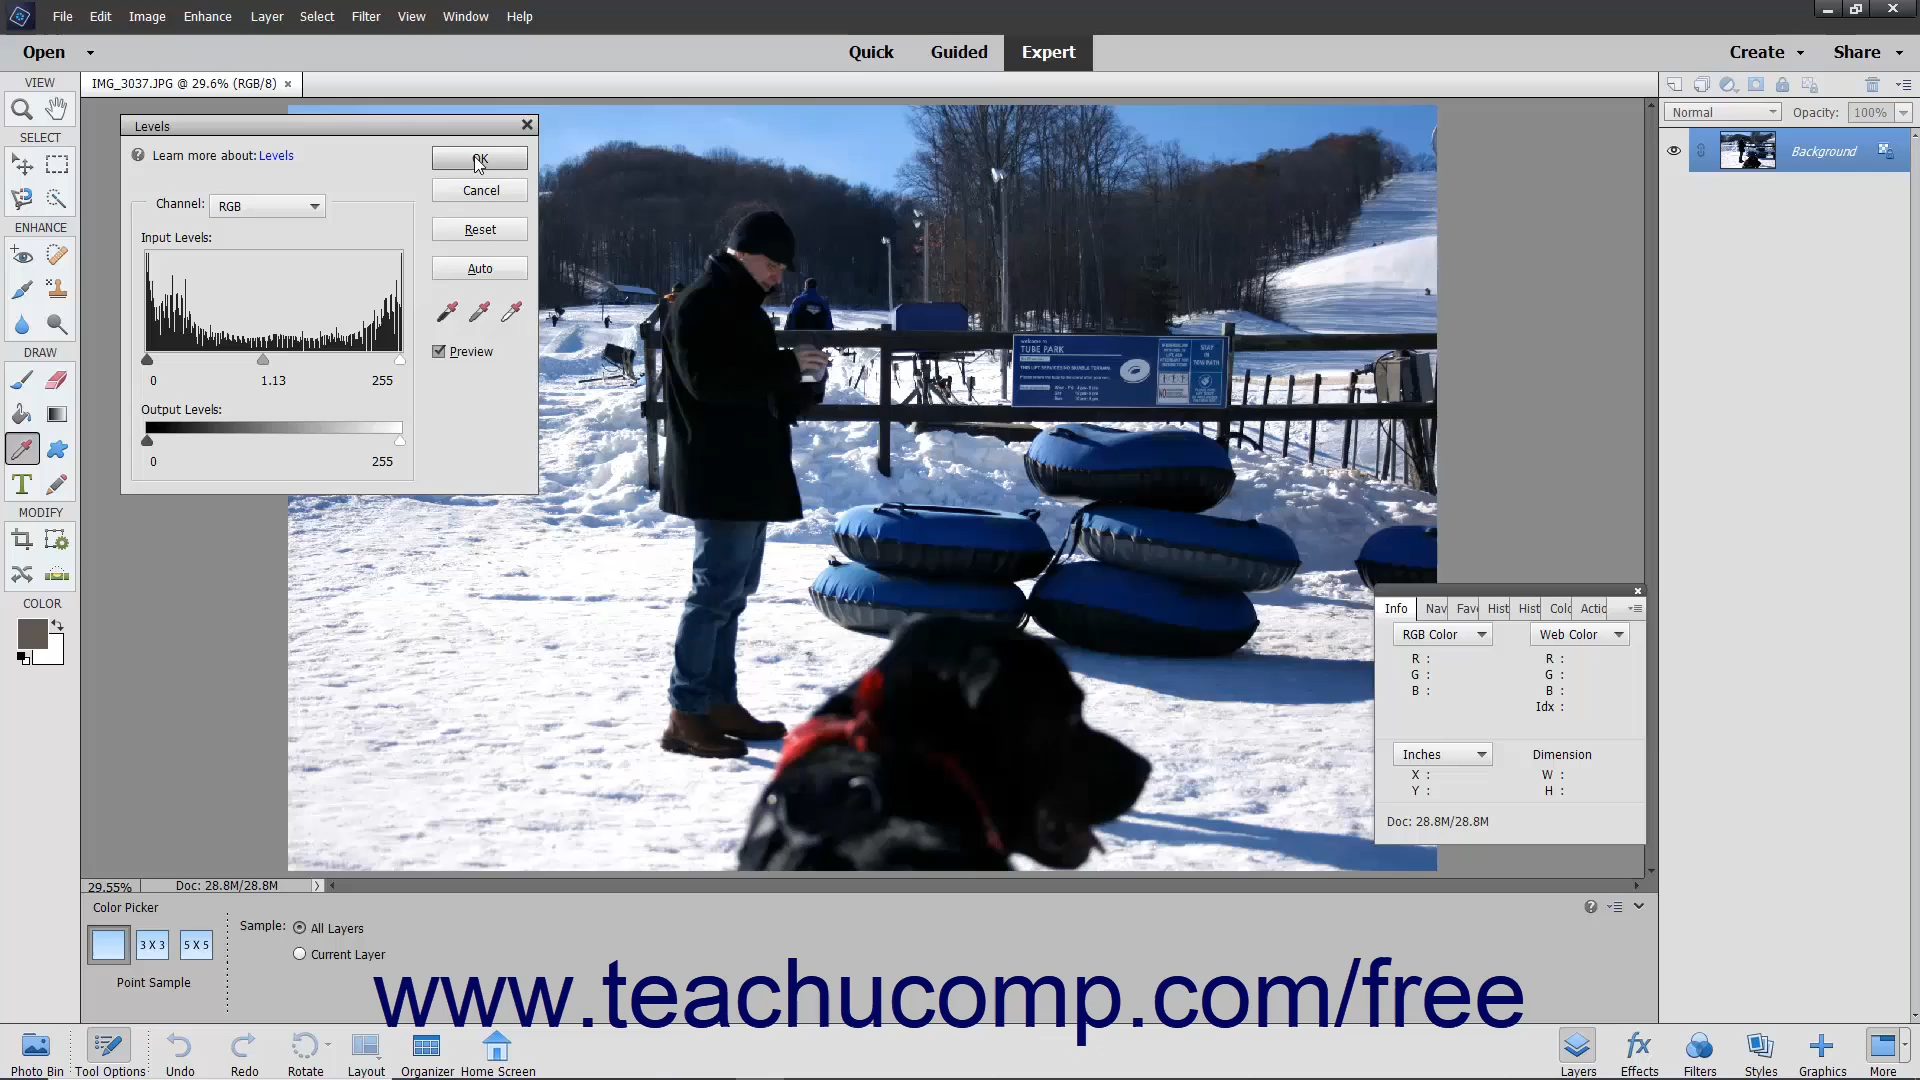 File Edit Image Enhance Layer Select Filter View Window Help
Open Quick Guided Expert Create Share
VIEW
IMG_3037.JPG @ 29.6% (RGB/8) ×
Normal Opacity: 100%
Background
SELECT
ENHANCE
DRAW
MODIFY
COLOR
Levels
Learn more about: Levels
OK
Cancel
Channel: RGB
Reset
Input Levels:
Auto
Preview
0 1.13 255
Output Levels:
0 255
welcome to
TUBE PARK
STAY
IN
Info Nav Fav Hist Hist Colo Actio
RGB Color Web Color
R : R :
G : G :
B : B :
Idx :
Inches Dimension
X : W :
Y : H :
Doc: 28.8M/28.8M
29.55% Doc: 28.8M/28.8M
Color Picker
Sample: All Layers
Current Layer
3 X 3 5 X 5
Point Sample
www.teachucomp.com/free
Photo Bin Tool Options Undo Redo Rotate Layout Organizer Home Screen Layers Effects Filters Styles Graphics More